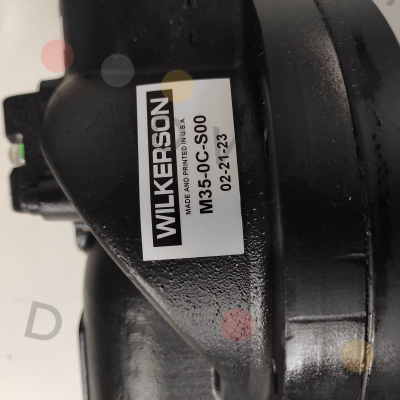 WILKERSON
MADE AND PRINTED IN U.S.A
M35-0C-S00
02-21-23
D